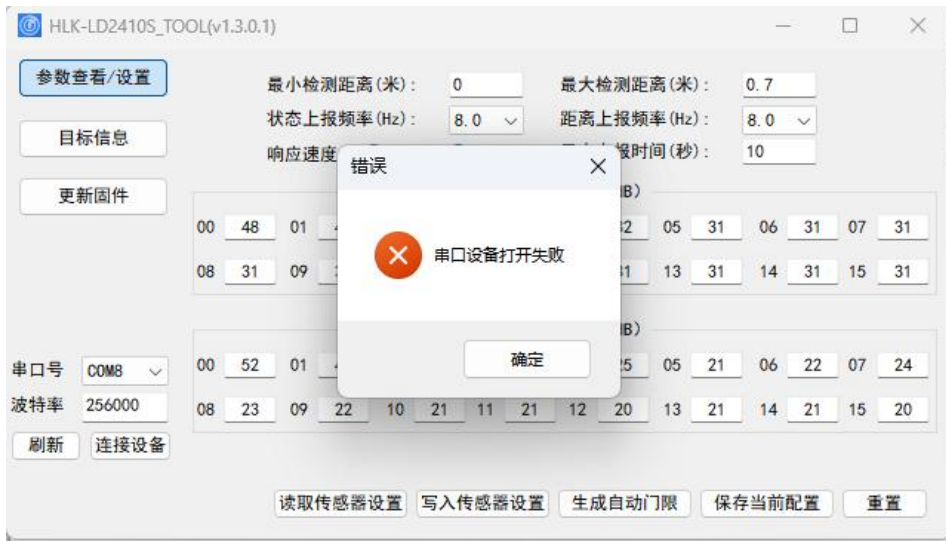 HLK-LD2410S_TOOL(v1.3.0.1)
参数查看/设置
最小检测距离(米): 0 最大检测距离(米): 0.7
目标信息
状态上报频率(Hz): 8.0 距离上报频率(Hz): 8.0
响应速度 报时间(秒): 10
错误
更新固件
B)
00 48 01 05 31 06 31 07 31
串口设备打开失败
08 31 09 13 31 14 31 15 31
B)
确定
串口号 COM8
00 52 01 05 21 06 22 07 24
波特率 256000
08 23 09 22 10 21 11 21 12 20 13 21 14 21 15 20
刷新 连接设备
读取传感器设置 写入传感器设置 生成自动门限 保存当前配置 重置